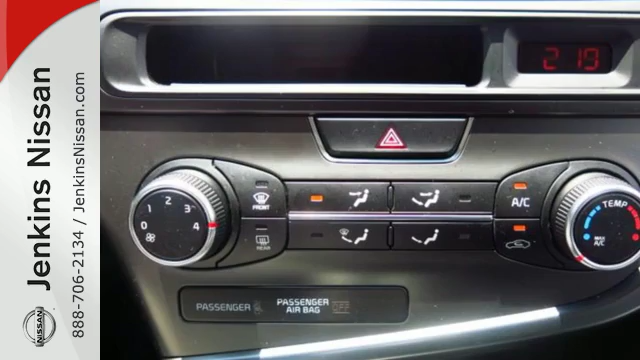 Jenkins Nissan
888-706-2134 / JenkinsNissan.com
NISSAN
2 19
0 1 2 3 4
FRONT
REAR
A/C
TEMP
MAX A/C
PASSENGER
PASSENGER
AIR BAG OFF